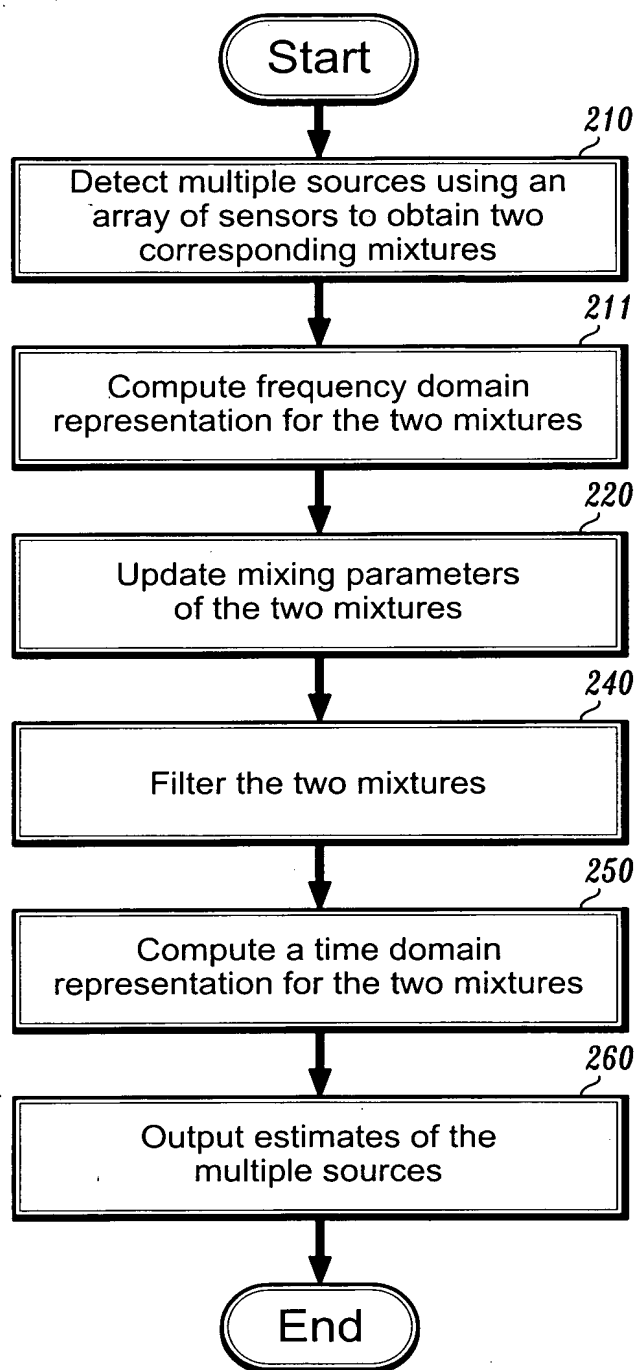 Start
210
Detect multiple sources using an
array of sensors to obtain two
corresponding mixtures
211
Compute frequency domain
representation for the two mixtures
220
Update mixing parameters
of the two mixtures
240
Filter the two mixtures
250
Compute a time domain
representation for the two mixtures
260
Output estimates of the
multiple sources
End